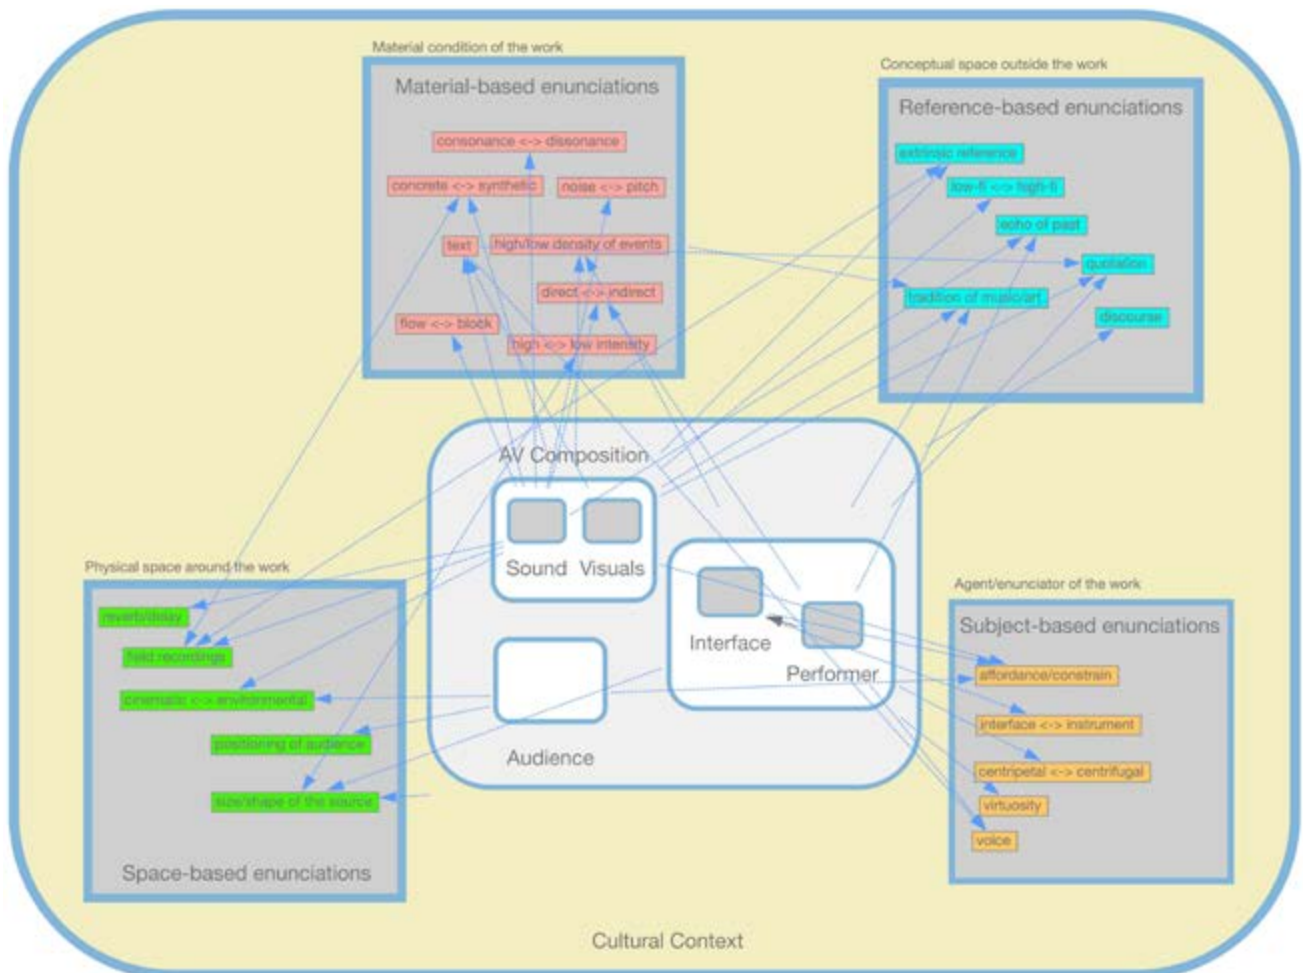 Material condition of the work
Material-based enunciations
consonance <-> dissonance
concrete <-> synthetic
noise <-> pitch
text
high/low density of events
direct <-> indirect
flow <-> block
high <-> low intensity
Conceptual space outside the work
Reference-based enunciations
extrinsic reference
low-fi <-> high-fi
echo of past
quotation
tradition of music/art
discourse
AV Composition
Sound
Visuals
Interface
Performer
Audience
Physical space around the work
reverb/delay
field recordings
cinematic <-> environmental
positioning of audience
size/shape of the source
Space-based enunciations
Agent/enunciator of the work
Subject-based enunciations
affordance/constrain
interface <-> instrument
centripetal <-> centrifugal
virtuosity
voice
Cultural Context